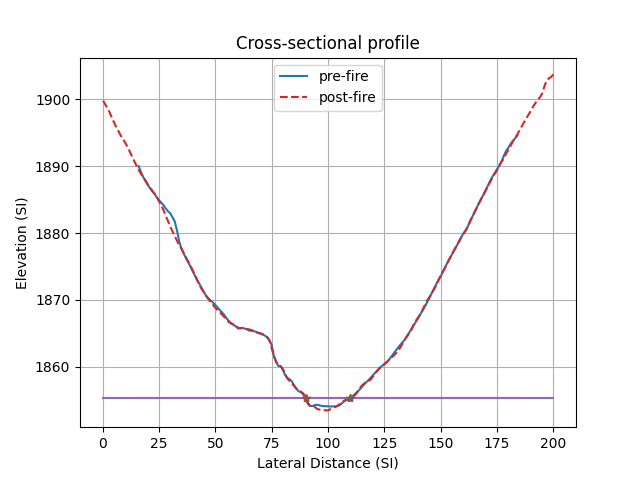 Cross-sectional profile
pre-fire
post-fire
1900
1890
1880
1870
1860
Elevation (SI)
0 25 50 75 100 125 150 175 200
Lateral Distance (SI)